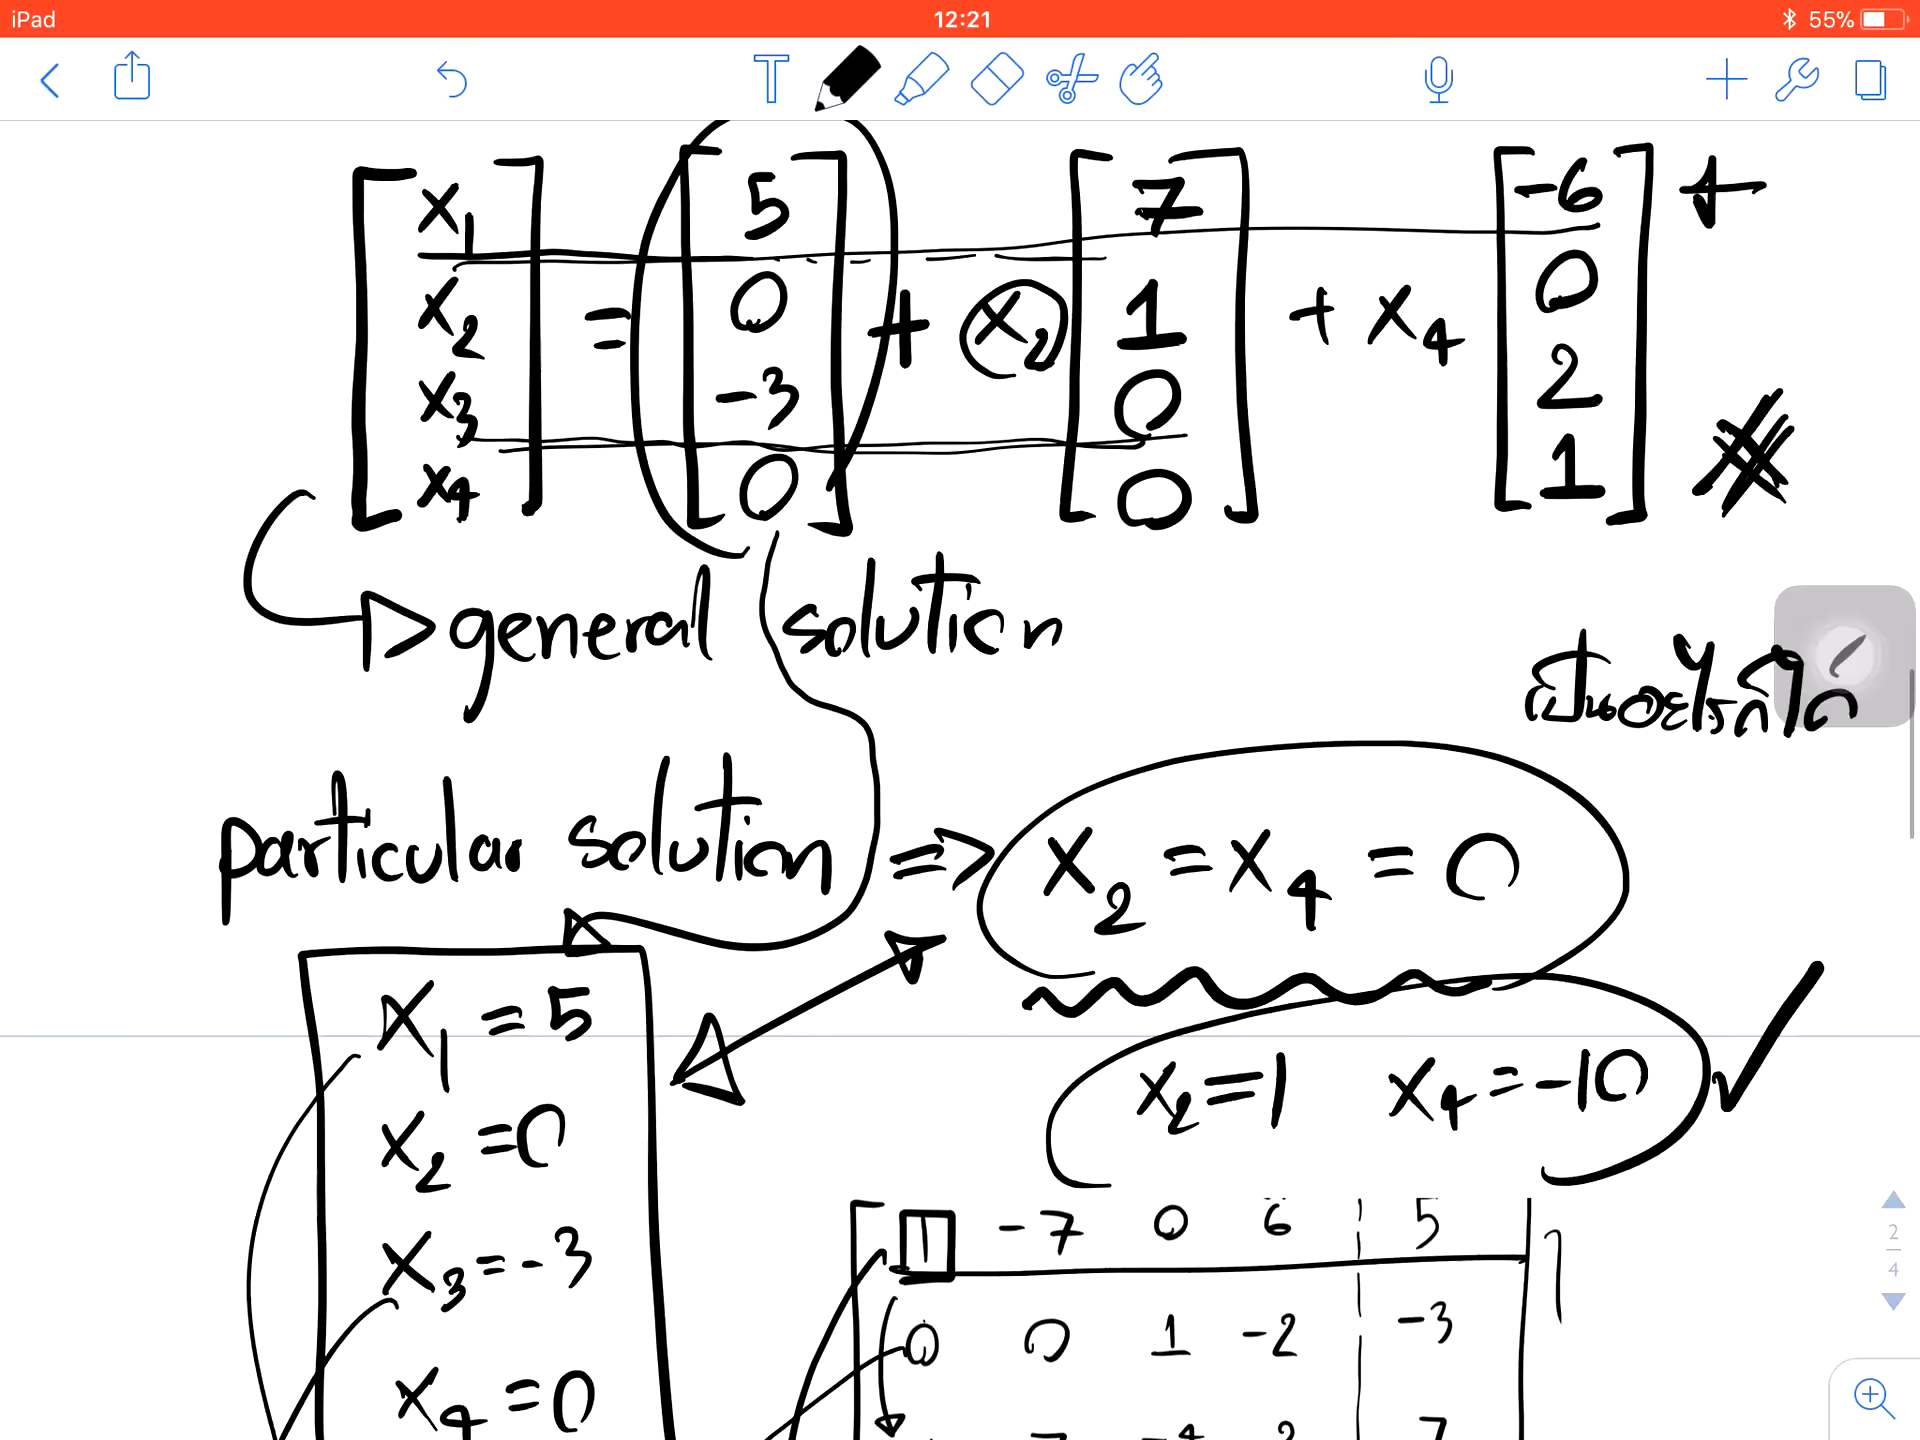 iPad 12:21 55%
T
[x₁ x₂ x₃ x₄] = [5 0 -3 0] + x₂ [7 1 0 0] + x₄ [-6 0 2 1] +
general solution
เป็นอะไรก็ได้
particular solution ⇒ x₂ = x₄ = 0
x₁ = 5
x₂ = 1 x₄ = -10 ✓
x₂ = 0
x₃ = -3
x₄ = 0
1 -7 0 6 5
0 0 1 -2 -3
2
4